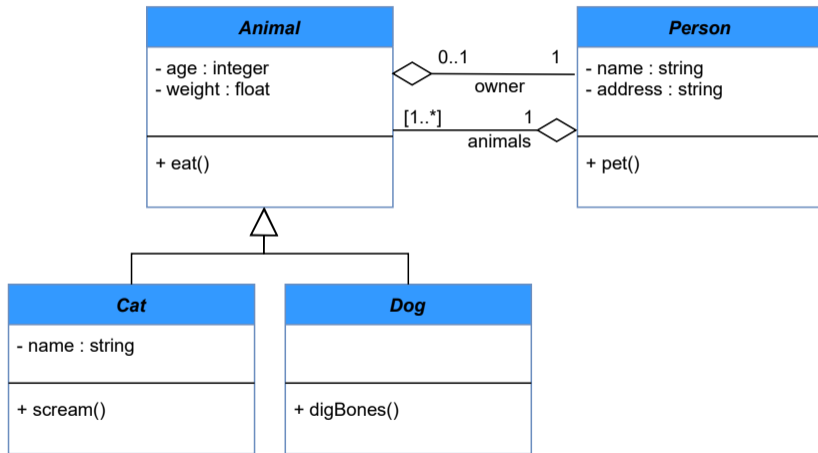 Animal
- age : integer
- weight : float
+ eat()
0..1
1
owner
[1..*]
1
animals
Person
- name : string
- address : string
+ pet()
Cat
- name : string
+ scream()
Dog
+ digBones()